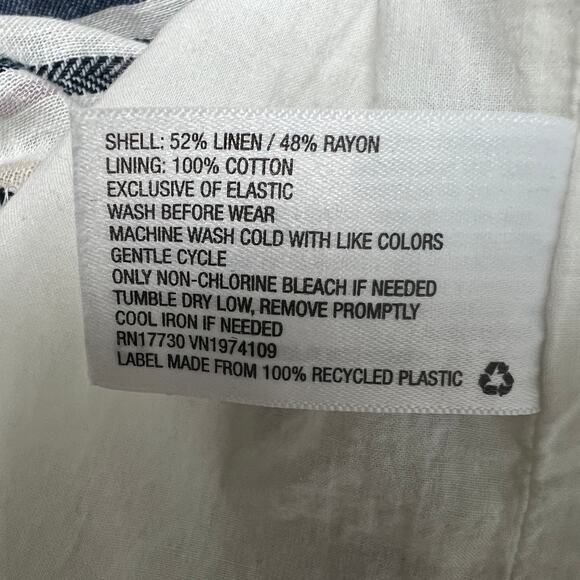 SHELL: 52% LINEN / 48% RAYON
LINING: 100% COTTON
EXCLUSIVE OF ELASTIC
WASH BEFORE WEAR
MACHINE WASH COLD WITH LIKE COLORS
GENTLE CYCLE
ONLY NON-CHLORINE BLEACH IF NEEDED
TUMBLE DRY LOW, REMOVE PROMPTLY
COOL IRON IF NEEDED
RN17730 VN1974109
LABEL MADE FROM 100% RECYCLED PLASTIC